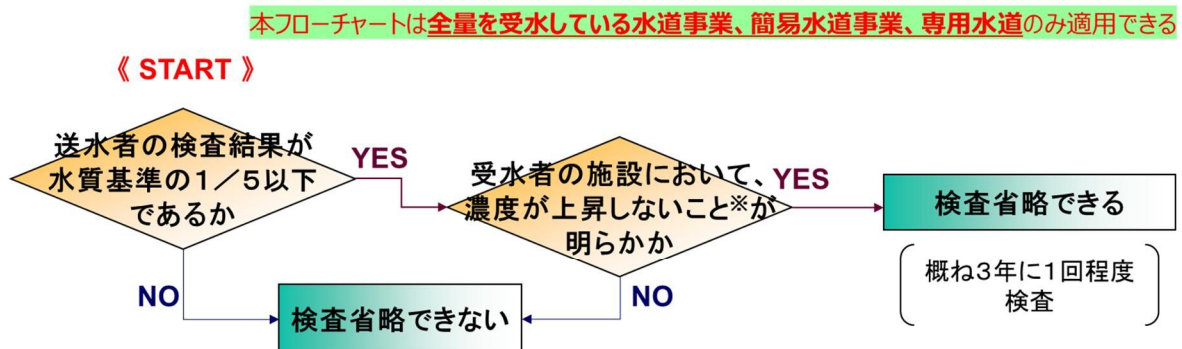 本フローチャートは全量を受水している水道事業、簡易水道事業、専用水道のみ適用できる
《 START 》
送水者の検査結果が
水質基準の１／５以下
であるか
YES
受水者の施設において、
濃度が上昇しないこと※が
明らかか
YES
検査省略できる
概ね３年に１回程度
検査
NO
検査省略できない
NO